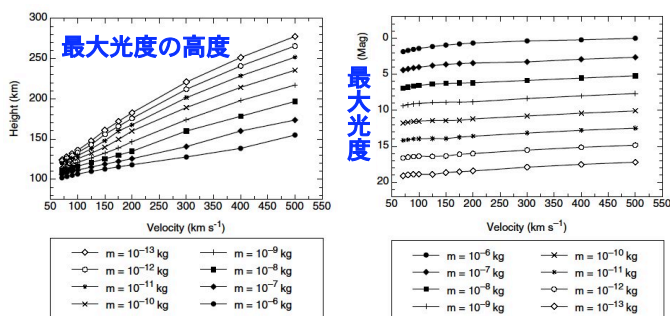 最大光度の高度
Height (km)
300
250
200
150
100
50 100 150 200 250 300 350 400 450 500 550
Velocity (km s⁻¹)
m = 10⁻¹³ kg
m = 10⁻¹² kg
m = 10⁻¹¹ kg
m = 10⁻¹⁰ kg
m = 10⁻⁹ kg
m = 10⁻⁸ kg
m = 10⁻⁷ kg
m = 10⁻⁶ kg
最大光度
(Mag)
0
5
10
15
20
50 100 150 200 250 300 350 400 450 500 550
Velocity (km s⁻¹)
m = 10⁻⁶ kg
m = 10⁻⁷ kg
m = 10⁻⁸ kg
m = 10⁻⁹ kg
m = 10⁻¹⁰ kg
m = 10⁻¹¹ kg
m = 10⁻¹² kg
m = 10⁻¹³ kg